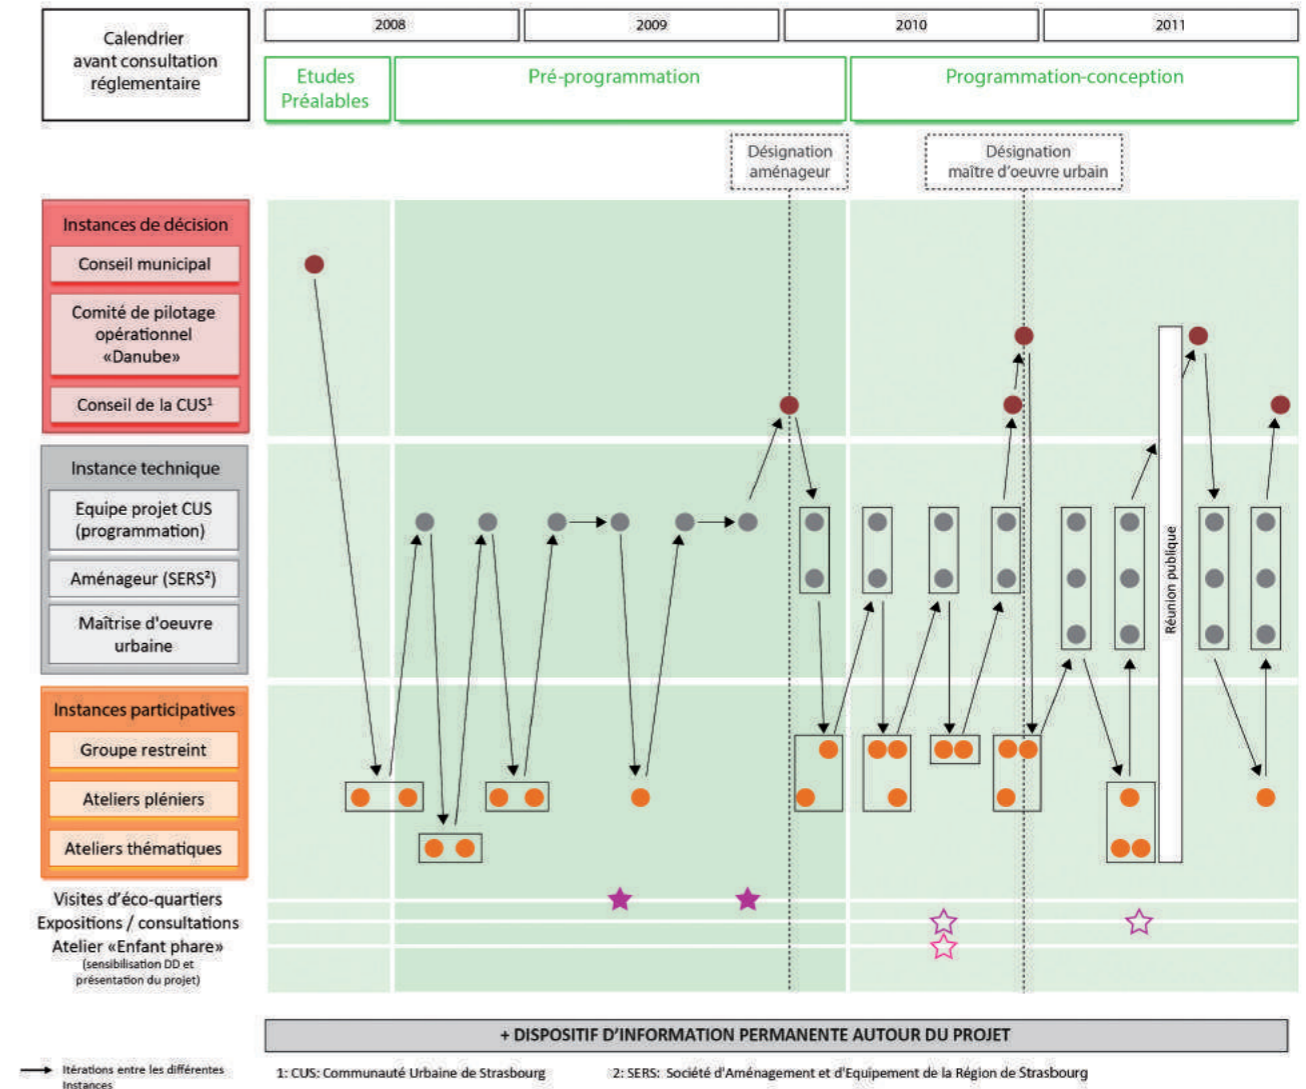 Calendrier
avant consultation
réglementaire
2008
2009
2010
2011
Etudes
Préalables
Pré-programmation
Programmation-conception
Désignation
aménageur
Désignation
maître d'oeuvre urbain
Instances de décision
Conseil municipal
Comité de pilotage
opérationnel
«Danube»
Conseil de la CUS¹
Instance technique
Equipe projet CUS
(programmation)
Aménageur (SERS²)
Maîtrise d'oeuvre
urbaine
Réunion publique
Instances participatives
Groupe restreint
Ateliers pléniers
Ateliers thématiques
Visites d'éco-quartiers
Expositions / consultations
Atelier «Enfant phare»
(sensibilisation DD et
présentation du projet)
+ DISPOSITIF D'INFORMATION PERMANENTE AUTOUR DU PROJET
Itérations entre les différentes
Instances
1: CUS: Communauté Urbaine de Strasbourg
2: SERS: Société d'Aménagement et d'Equipement de la Région de Strasbourg